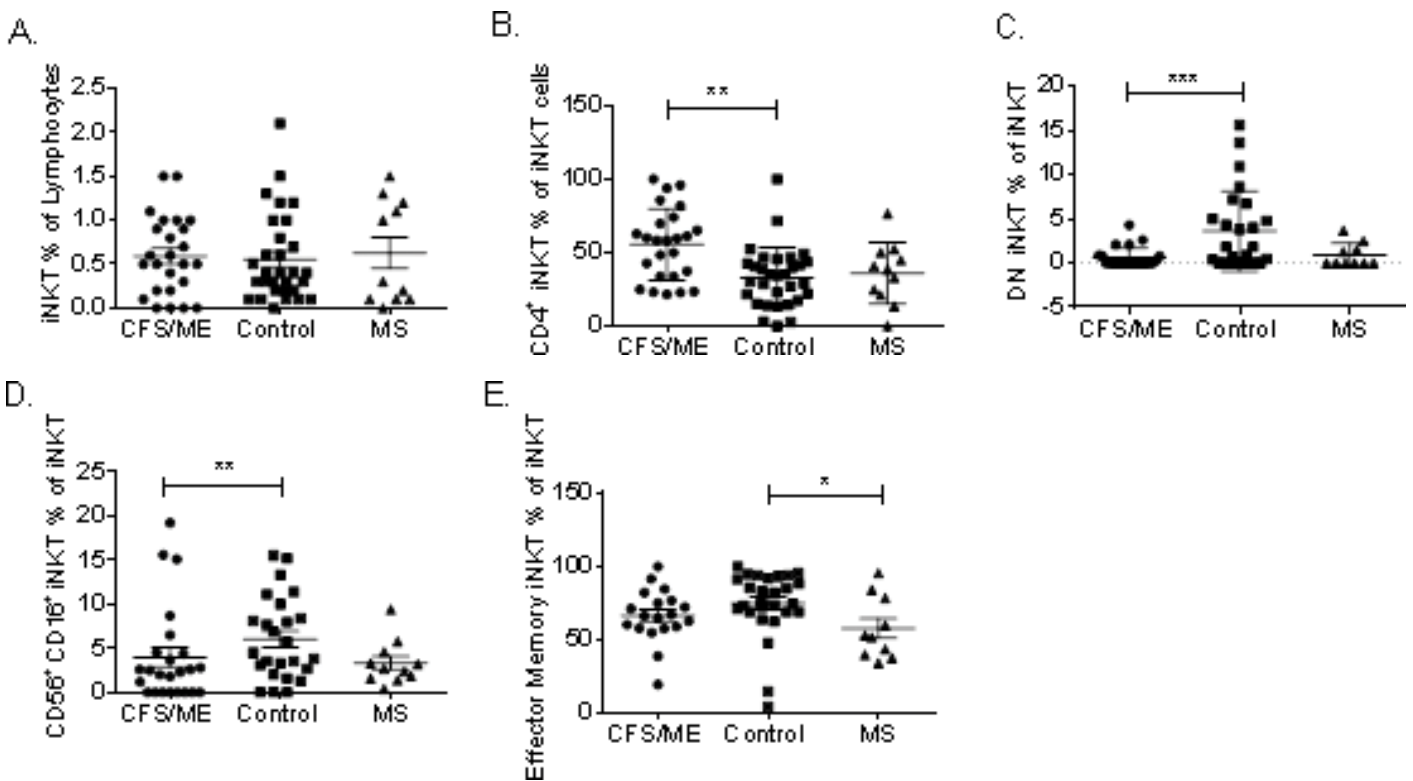 A.
iNKT % of Lymphocytes
2.5
2.0
1.5
1.0
0.5
0.0
CFS/ME Control MS
B.
CD4+ iNKT % of iNKT cells
150
100
50
0
**
CFS/ME Control MS
C.
DN iNKT % of iNKT
20
15
10
5
0
-5
***
CFS/ME Control MS
D.
CD56+ CD16+ iNKT % of iNKT
25
20
15
10
5
0
**
CFS/ME Control MS
E.
Effector Memory iNKT % of iNKT
150
100
50
0
*
CFS/ME Control MS